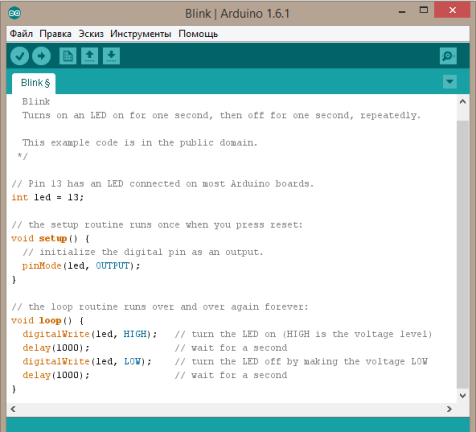 Blink | Arduino 1.6.1
Файл Правка Эскиз Инструменты Помощь
Blink §
Blink
Turns on an LED on for one second, then off for one second, repeatedly.
This example code is in the public domain.
*/
// Pin 13 has an LED connected on most Arduino boards.
int led = 13;
// the setup routine runs once when you press reset:
void setup() {
// initialize the digital pin as an output.
pinMode(led, OUTPUT);
}
// the loop routine runs over and over again forever:
void loop() {
digitalWrite(led, HIGH);   // turn the LED on (HIGH is the voltage level)
delay(1000);               // wait for a second
digitalWrite(led, LOW);    // turn the LED off by making the voltage LOW
delay(1000);               // wait for a second
}